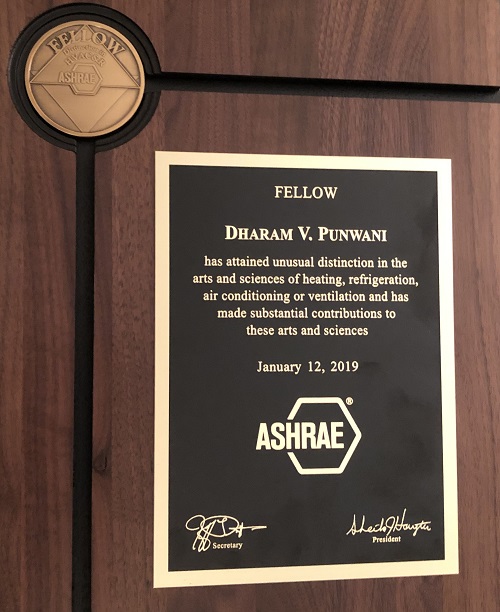 FELLOW
ASHRAE
FELLOW
DHARAM V. PUNWANI
has attained unusual distinction in the
arts and sciences of heating, refrigeration,
air conditioning or ventilation and has
made substantial contributions to
these arts and sciences
January 12, 2019
ASHRAE®
Secretary
President